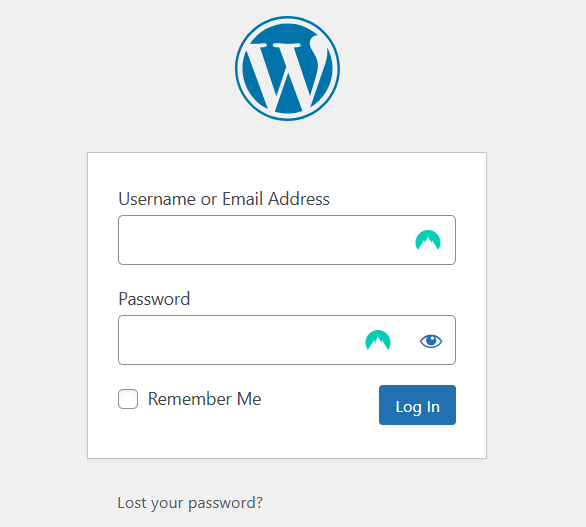 Username or Email Address
Password
Remember Me
Log In
Lost your password?